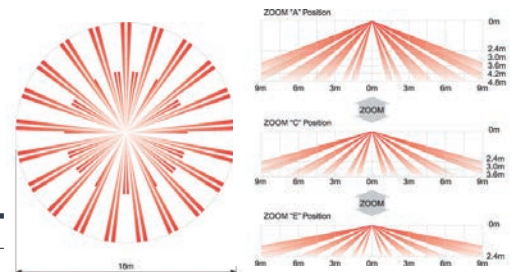 ZOOM "A" Position
0m
2.4m
3.0m
3.6m
4.2m
4.8m
9m 6m 3m 0m 3m 6m 9m
ZOOM
ZOOM "C" Position
0m
2.4m
3.0m
3.6m
9m 6m 3m 0m 3m 6m 9m
ZOOM
ZOOM "E" Position
0m
2.4m
9m 6m 3m 0m 3m 6m 9m
18m